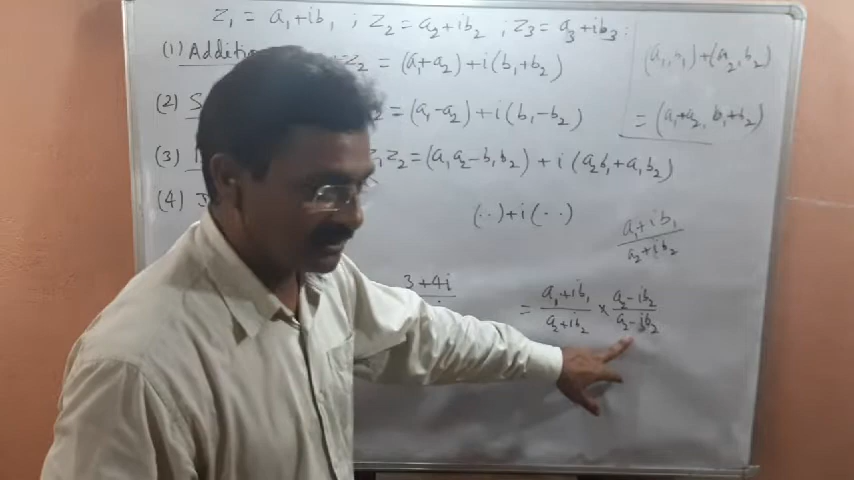 z₁ = a₁+ib₁ ; z₂ = a₂+ib₂ ; z₃ = a₃+ib₃ :
(1) Additi
z₂ = (a₁+a₂) + i(b₁+b₂)
(a₁, b₁) + (a₂, b₂)
= (a₁+a₂, b₁+b₂)
(2) S
= (a₁-a₂) + i(b₁-b₂)
(3)
z₁z₂ = (a₁a₂-b₁b₂) + i(a₂b₁+a₁b₂)
(4)
(··)+i(··)
a₁+ib₁
a₂+ib₂
3+4i
= a₁+ib₁ / a₂+ib₂ × a₂-ib₂ / a₂-ib₂